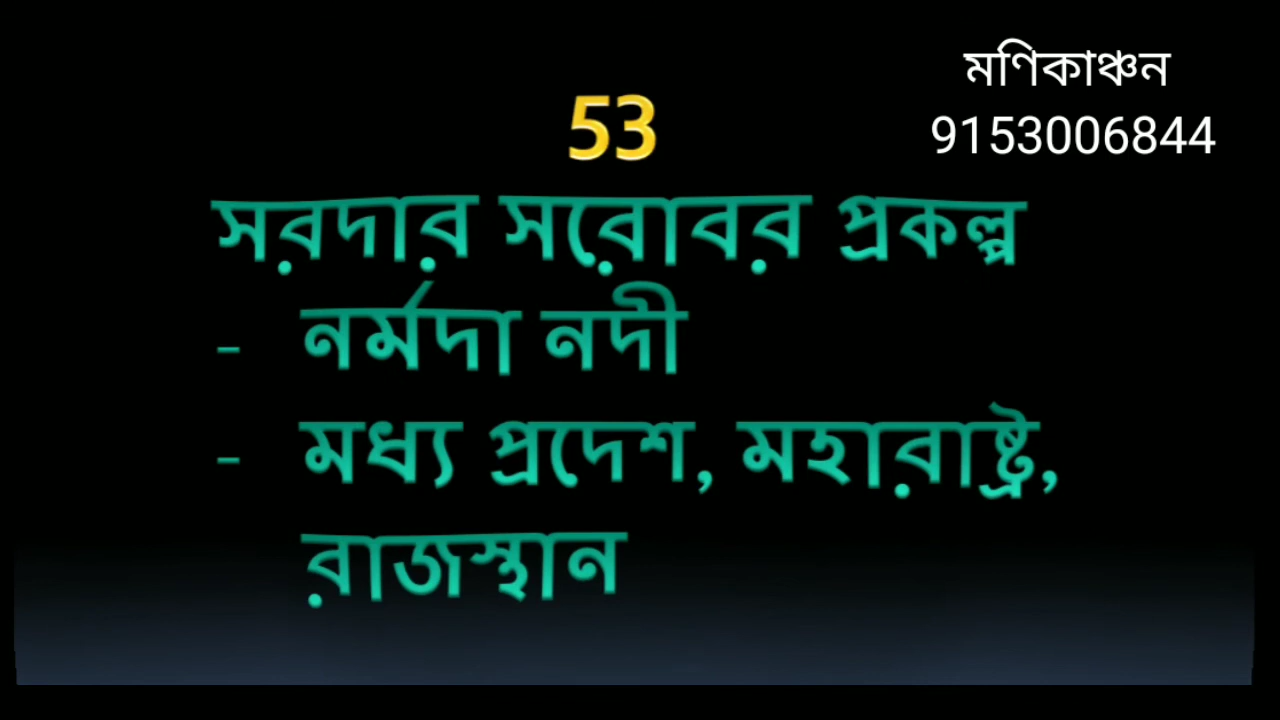 মণিকাঞ্চন
9153006844
53
সরদার সরোবর প্রকল্প
- নর্মদা নদী
- মধ্য প্রদেশ, মহারাষ্ট্র,
রাজস্থান